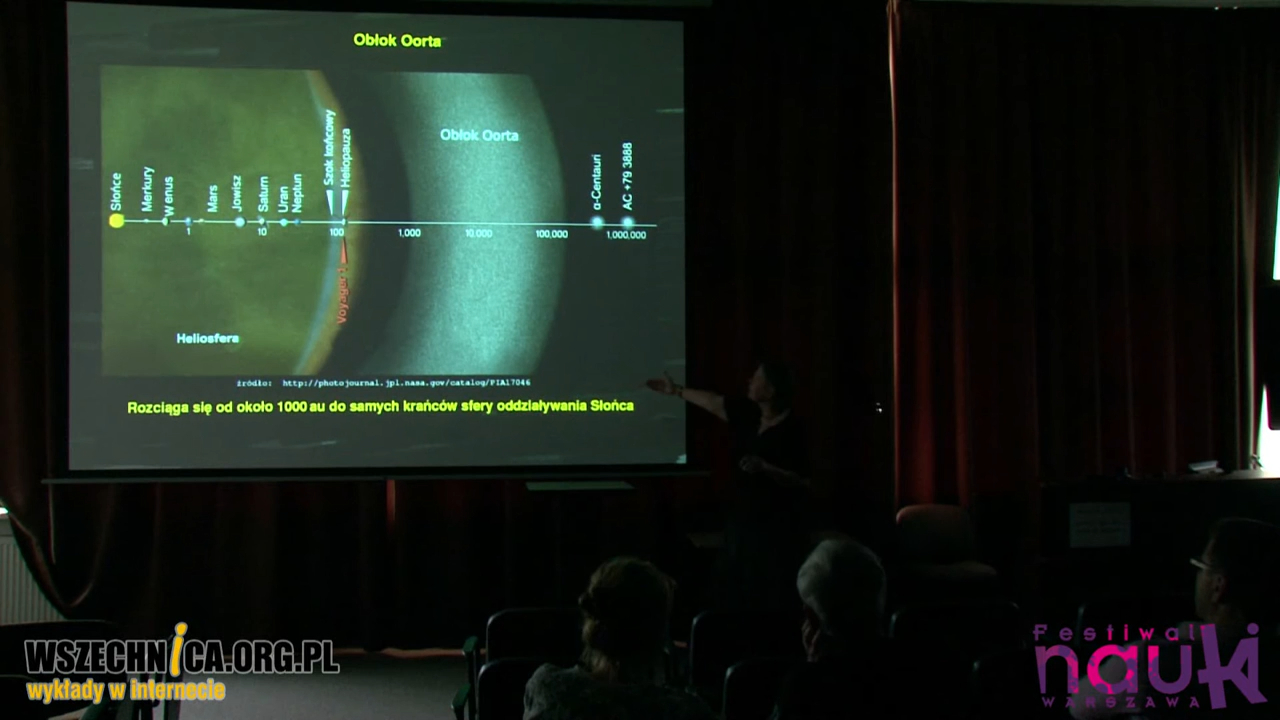 Obłok Oorta
Obłok Oorta
Słońce
Merkury
Wenus
Mars
Jowisz
Saturn
Uran
Neptun
Szok końcowy
Heliopauza
α-Centauri
AC +79 3888
1
10
100
1,000
10,000
100,000
1,000,000
Voyager 1
Heliosfera
źródło: http://photojournal.jpl.nasa.gov/catalog/PIA17046
Rozciąga się od około 1000 au do samych krańców sfery oddziaływania Słońca
WSZECHNICA.ORG.PL
wykłady w internecie
Festiwal
nauki
WARSZAWA